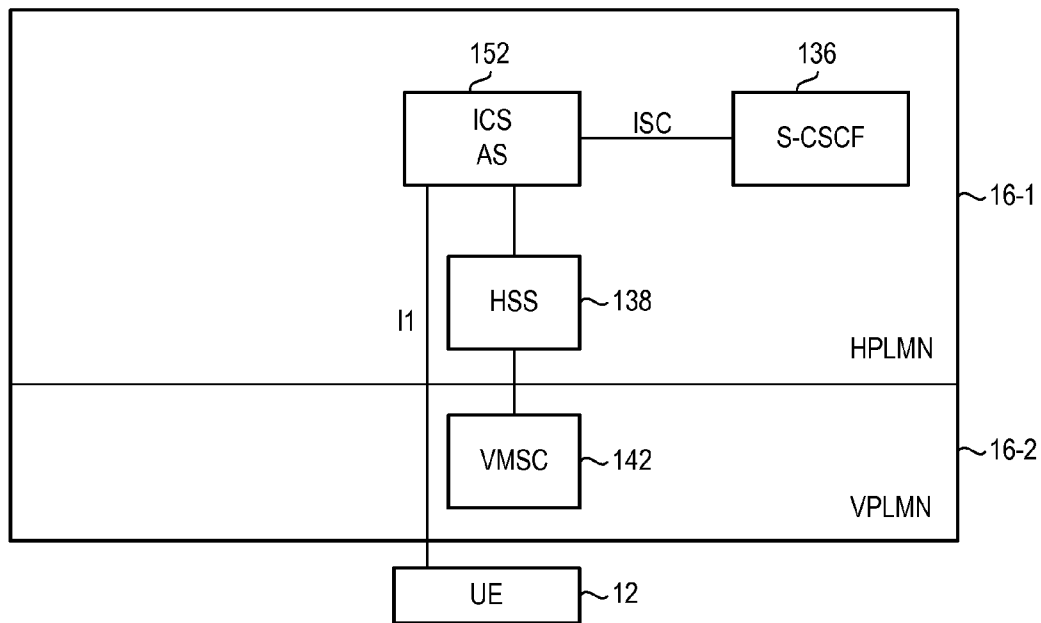 152
136
ICS
AS
ISC
S-CSCF
16-1
HSS
138
I1
HPLMN
VMSC
142
16-2
VPLMN
UE
12